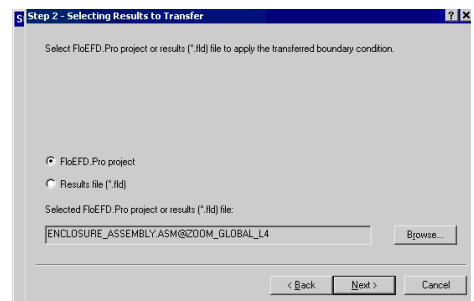 S
Step 2 - Selecting Results to Transfer
? X
Select FloEFD.Pro project or results (*.fld) file to apply the transferred boundary condition.
FloEFD.Pro project
Results file (*.fld)
Selected FloEFD.Pro project or results (*.fld) file:
ENCLOSURE_ASSEMBLY.ASM@ZOOM_GLOBAL_L4
Browse...
< Back Next > Cancel